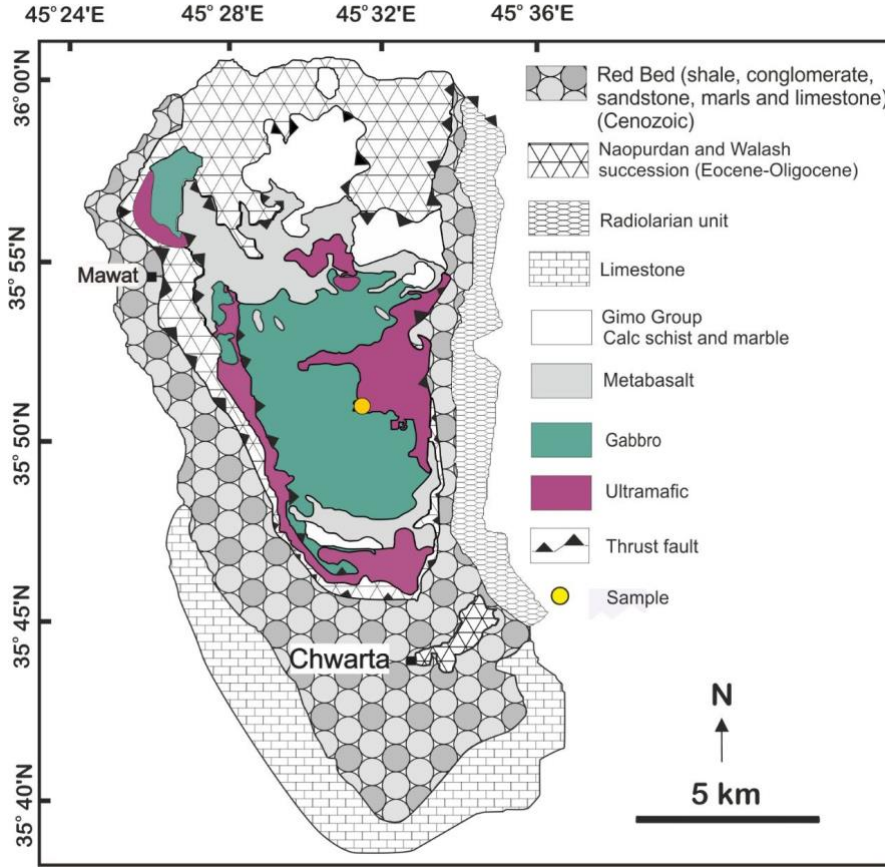 45° 24'E
45° 28'E
45° 32'E
45° 36'E
36° 00'N
35° 55'N
35° 50'N
35° 45'N
35° 40'N
Mawat
Chwarta
Red Bed (shale, conglomerate,
sandstone, marls and limestone)
(Cenozoic)
Naopurdan and Walash
succession (Eocene-Oligocene)
Radiolarian unit
Limestone
Gimo Group
Calc schist and marble
Metabasalt
Gabbro
Ultramafic
Thrust fault
Sample
N
5 km